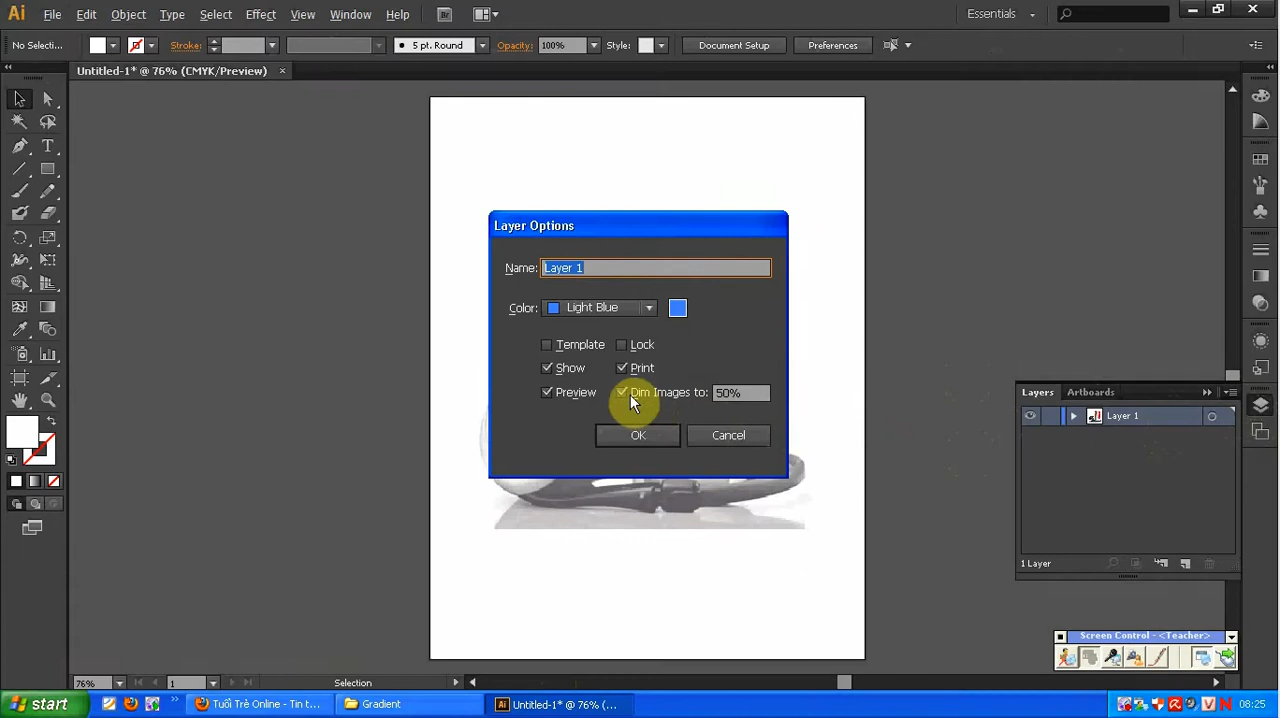 Ai File Edit Object Type Select Effect View Window Help Br Essentials
No Selecti... Stroke: 5 pt. Round Opacity: 100% Style: Document Setup Preferences
Untitled-1* @ 76% (CMYK/Preview)
Layer Options
Name: Layer 1
Color: Light Blue
Template Lock
Show Print
Preview Dim Images to: 50%
OK Cancel
Layers Artboards
Layer 1
1 Layer
Screen Control - <Teacher>
76% 1 Selection
start Tuổi Trẻ Online - Tin t... Gradient Ai Untitled-1* @ 76% (... V N 08:25